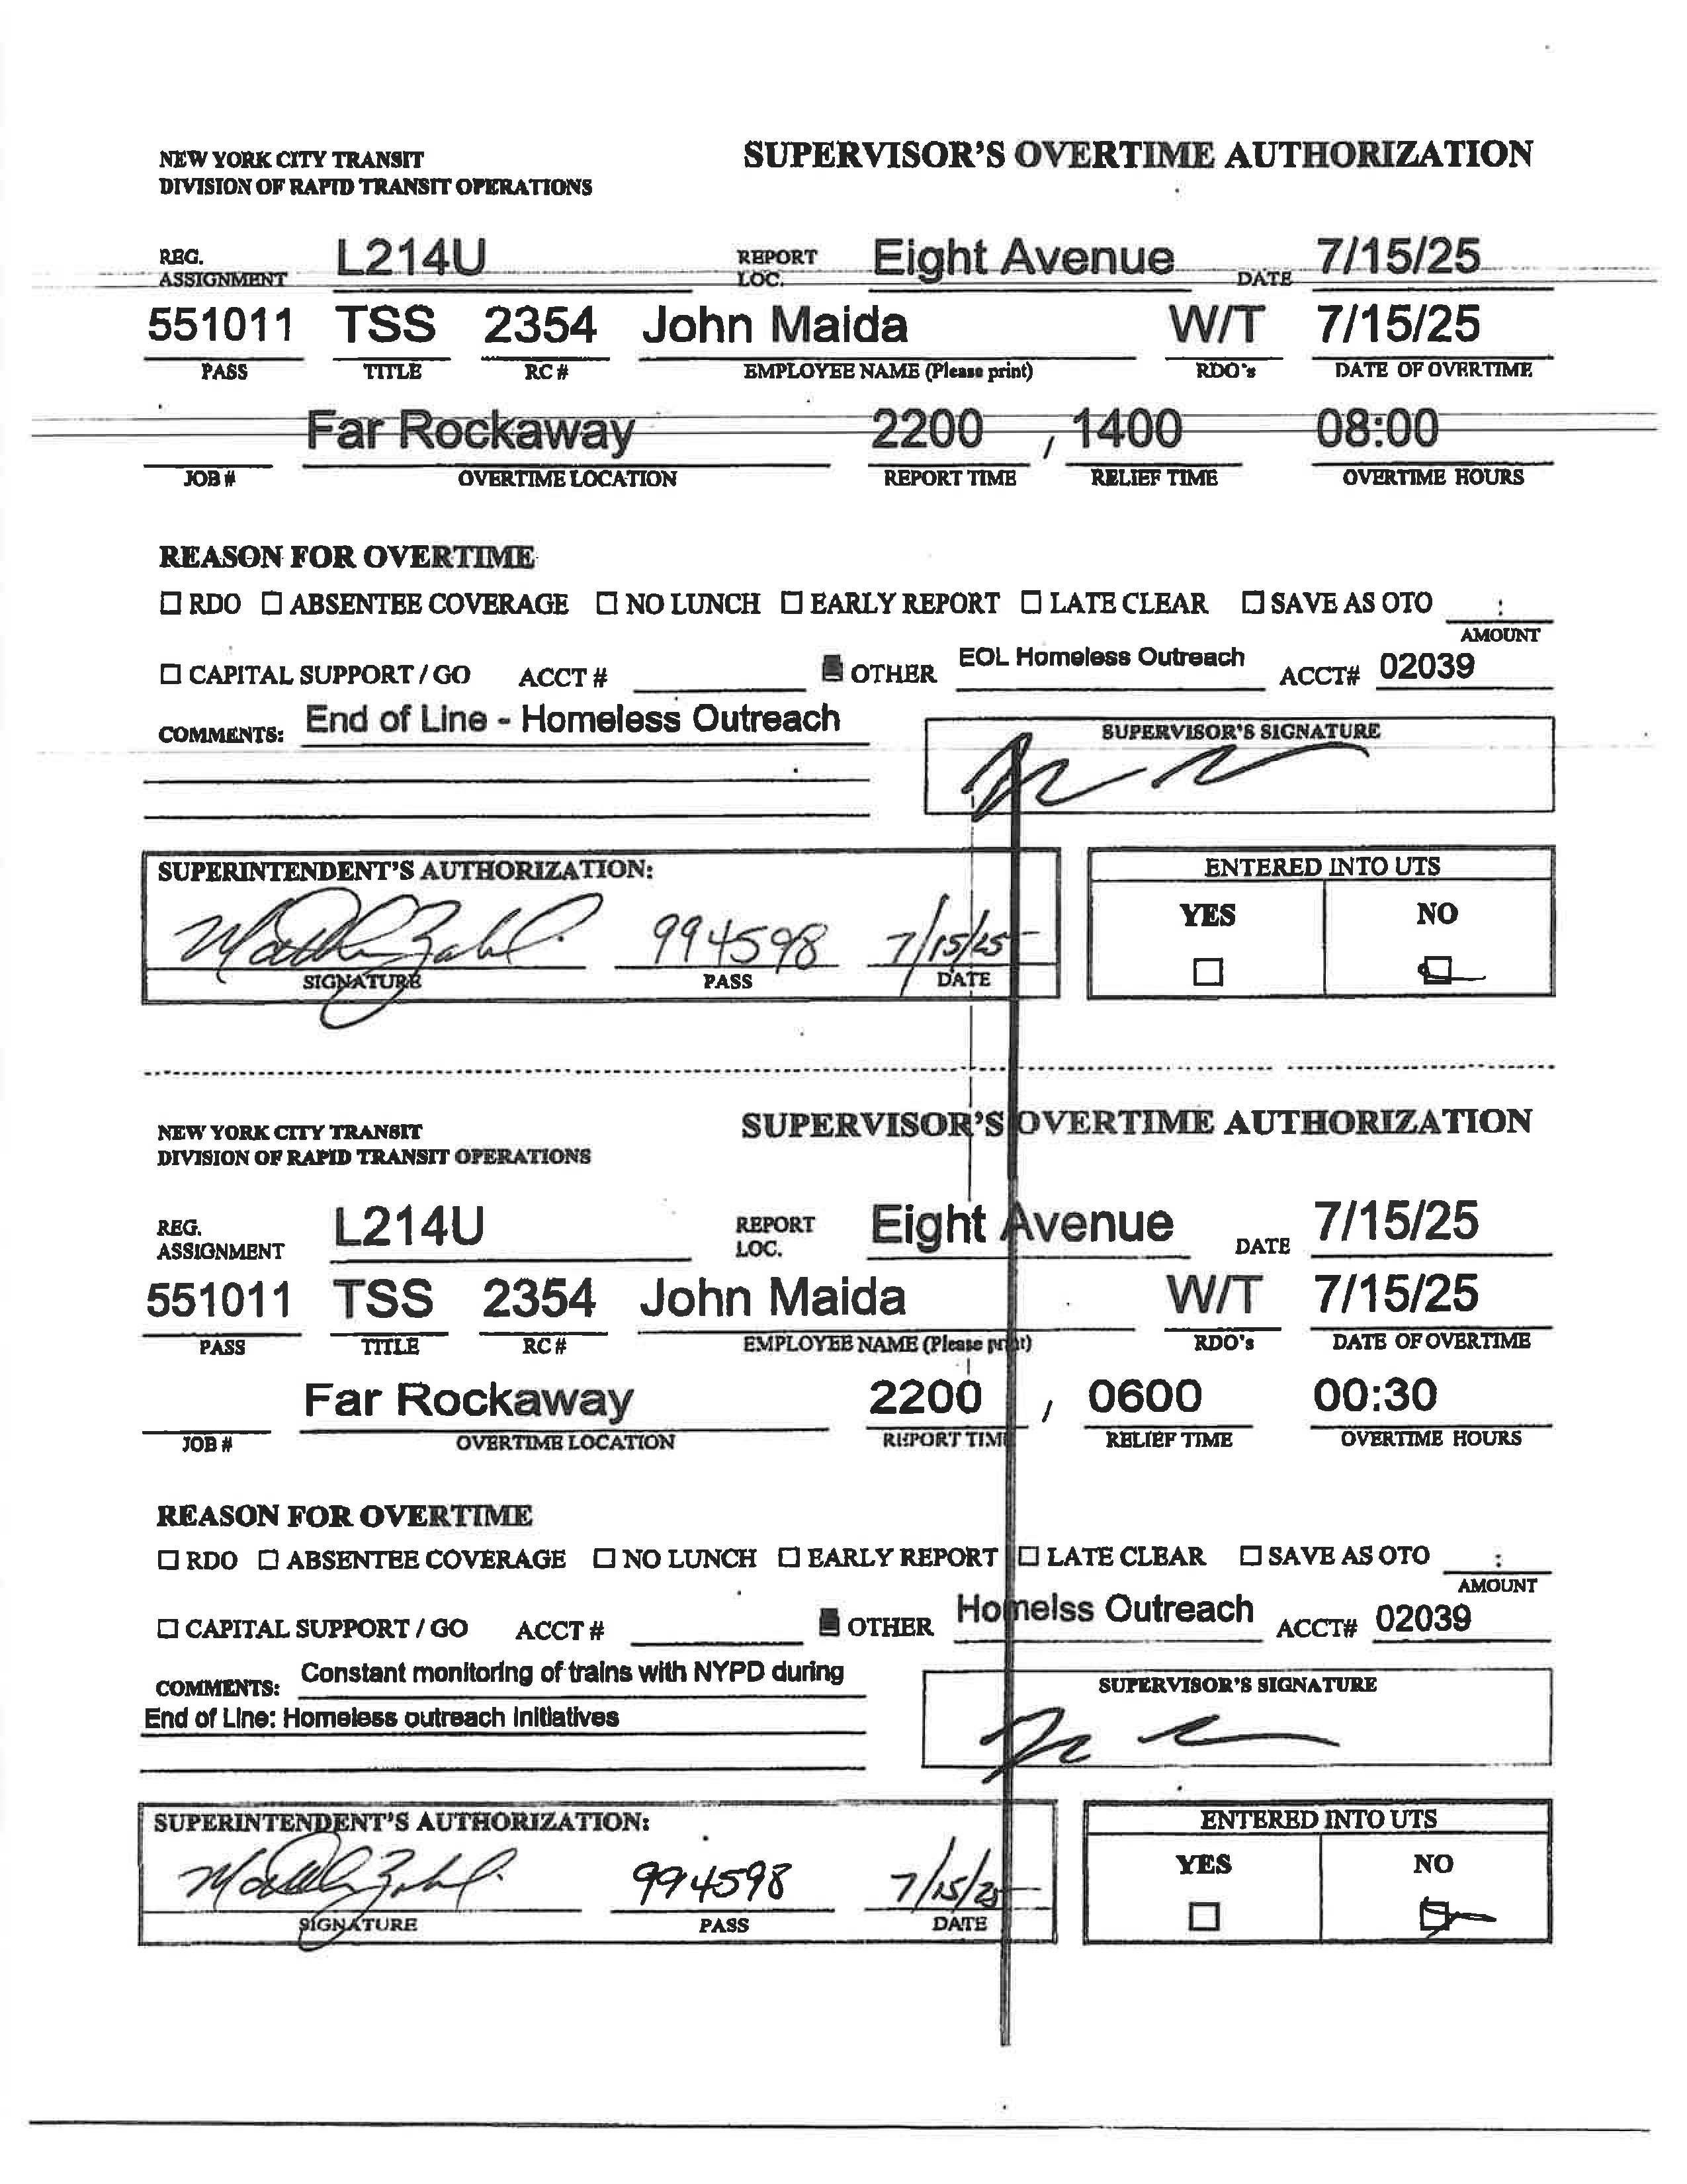 NEW YORK CITY TRANSIT
DIVISION OF RAPID TRANSIT OPERATIONS
SUPERVISOR'S OVERTIME AUTHORIZATION
REG. ASSIGNMENT L214U REPORT LOC. Eight Avenue DATE 7/15/25
551011 TSS 2354 John Maida W/T 7/15/25
PASS TITLE RC # EMPLOYEE NAME (Please print) RDO's DATE OF OVERTIME
Far Rockaway 2200 , 1400 08:00
JOB # OVERTIME LOCATION REPORT TIME RELIEF TIME OVERTIME HOURS
REASON FOR OVERTIME
☐ RDO ☐ ABSENTEE COVERAGE ☐ NO LUNCH ☐ EARLY REPORT ☐ LATE CLEAR ☐ SAVE AS OTO :
AMOUNT
☐ CAPITAL SUPPORT / GO ACCT # ■ OTHER EOL Homeless Outreach ACCT# 02039
COMMENTS: End of Line - Homeless Outreach
SUPERVISOR'S SIGNATURE
SUPERINTENDENT'S AUTHORIZATION:
994598 7/15/25
SIGNATURE PASS DATE
ENTERED INTO UTS
YES NO
☐ ☐
NEW YORK CITY TRANSIT
DIVISION OF RAPID TRANSIT OPERATIONS
SUPERVISOR'S OVERTIME AUTHORIZATION
REG. ASSIGNMENT L214U REPORT LOC. Eight Avenue DATE 7/15/25
551011 TSS 2354 John Maida W/T 7/15/25
PASS TITLE RC # EMPLOYEE NAME (Please print) RDO's DATE OF OVERTIME
Far Rockaway 2200 , 0600 00:30
JOB # OVERTIME LOCATION REPORT TIME RELIEF TIME OVERTIME HOURS
REASON FOR OVERTIME
☐ RDO ☐ ABSENTEE COVERAGE ☐ NO LUNCH ☐ EARLY REPORT ☐ LATE CLEAR ☐ SAVE AS OTO :
AMOUNT
☐ CAPITAL SUPPORT / GO ACCT # ■ OTHER Homelss Outreach ACCT# 02039
COMMENTS: Constant monitoring of trains with NYPD during
End of Line: Homeless outreach initiatives
SUPERVISOR'S SIGNATURE
SUPERINTENDENT'S AUTHORIZATION:
994598 7/15/25
SIGNATURE PASS DATE
ENTERED INTO UTS
YES NO
☐ ☐